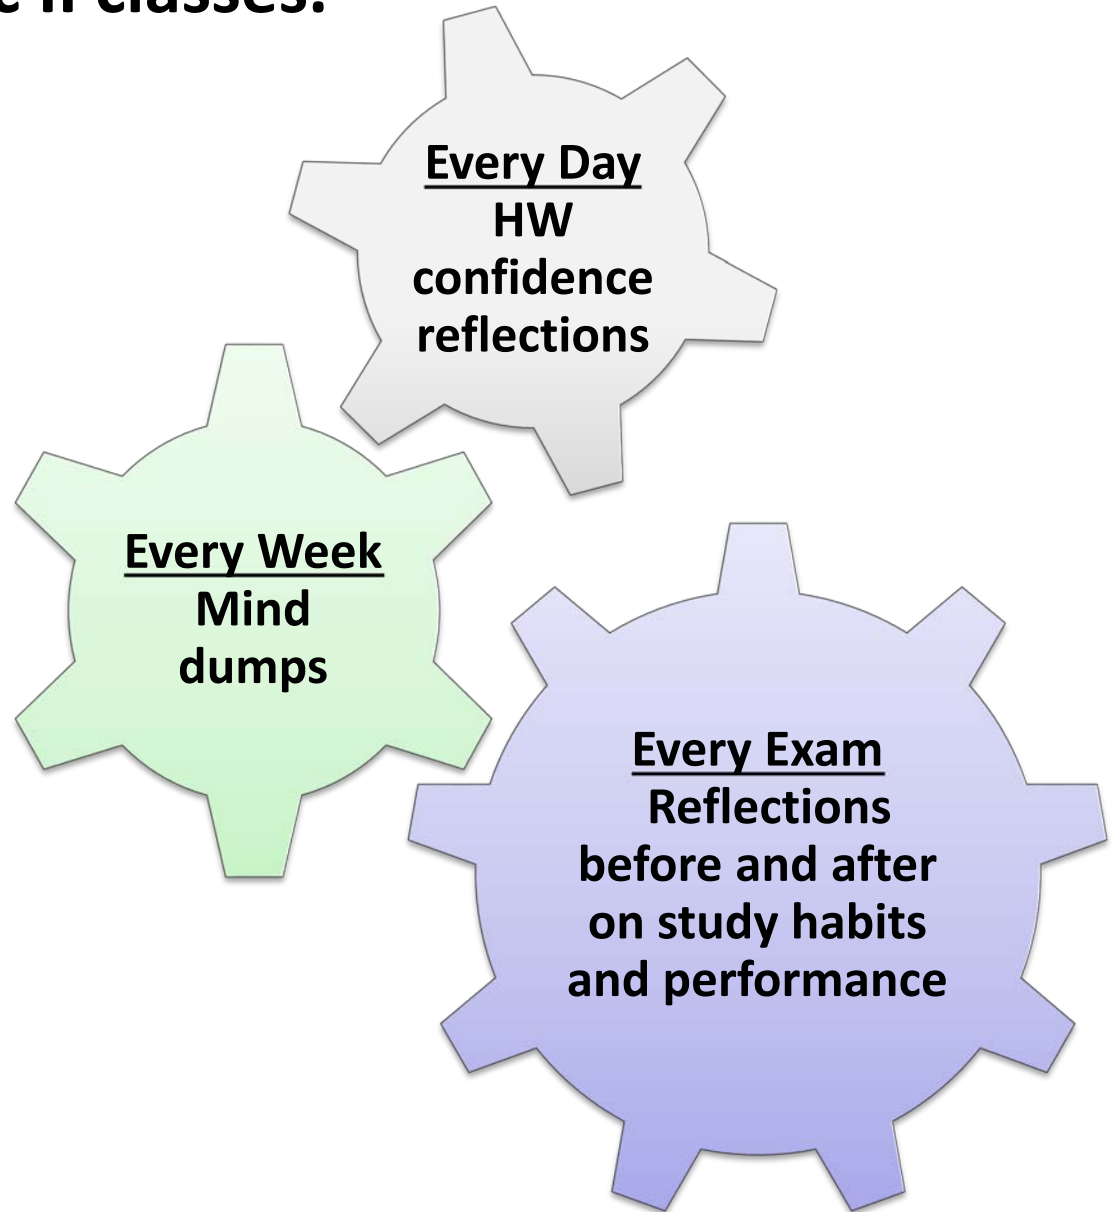 classes.
Every Day
HW
confidence
reflections
Every Week
Mind
dumps
Every Exam
Reflections
before and after
on study habits
and performance